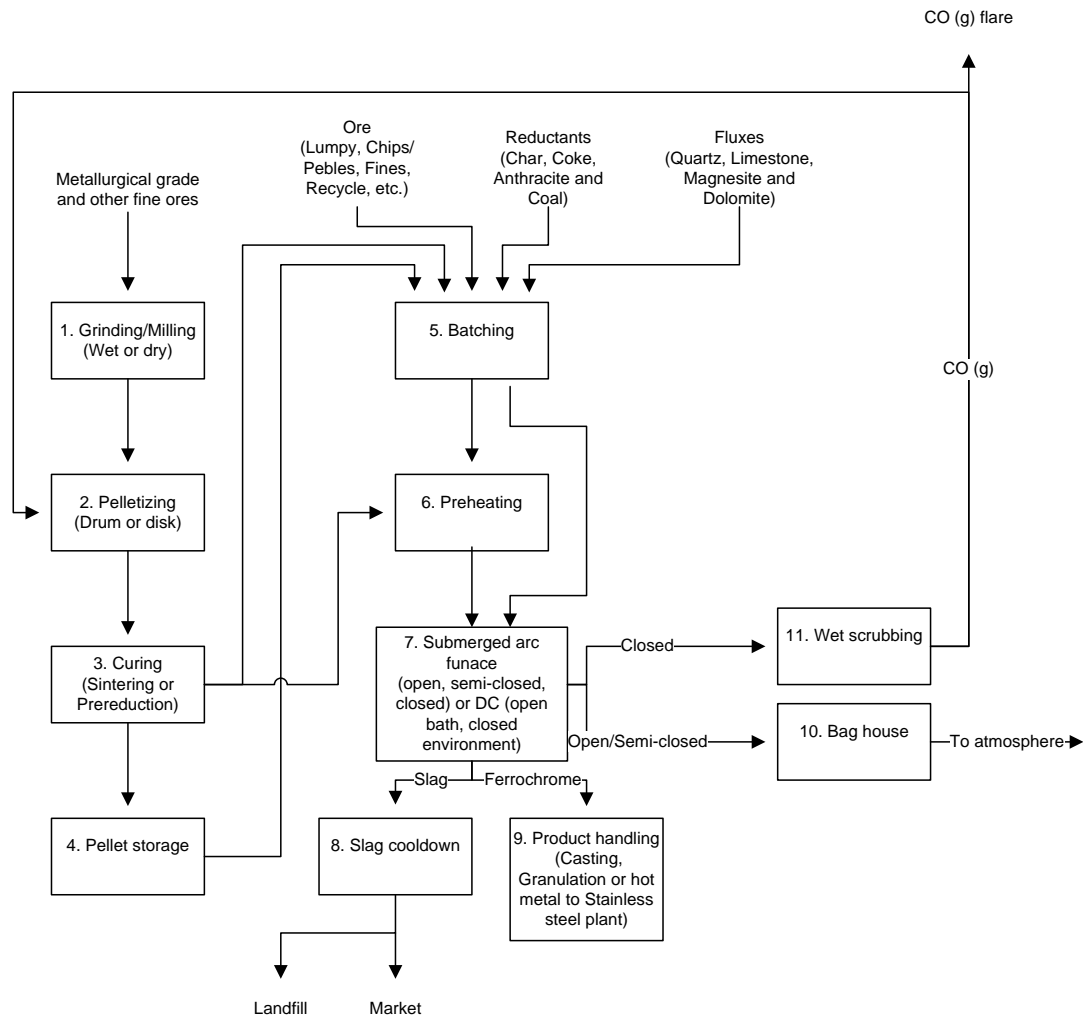 CO (g) flare
Ore
(Lumpy, Chips/
Pebles, Fines,
Recycle, etc.)
Reductants
(Char, Coke,
Anthracite and
Coal)
Fluxes
(Quartz, Limestone,
Magnesite and
Dolomite)
Metallurgical grade
and other fine ores
1. Grinding/Milling
(Wet or dry)
5. Batching
CO (g)
2. Pelletizing
(Drum or disk)
6. Preheating
3. Curing
(Sintering or
Prereduction)
7. Submerged arc
funace
(open, semi-closed,
closed) or DC (open
bath, closed
environment)
Closed
11. Wet scrubbing
Open/Semi-closed
10. Bag house
To atmosphere
Slag
Ferrochrome
4. Pellet storage
8. Slag cooldown
9. Product handling
(Casting,
Granulation or hot
metal to Stainless
steel plant)
Landfill
Market